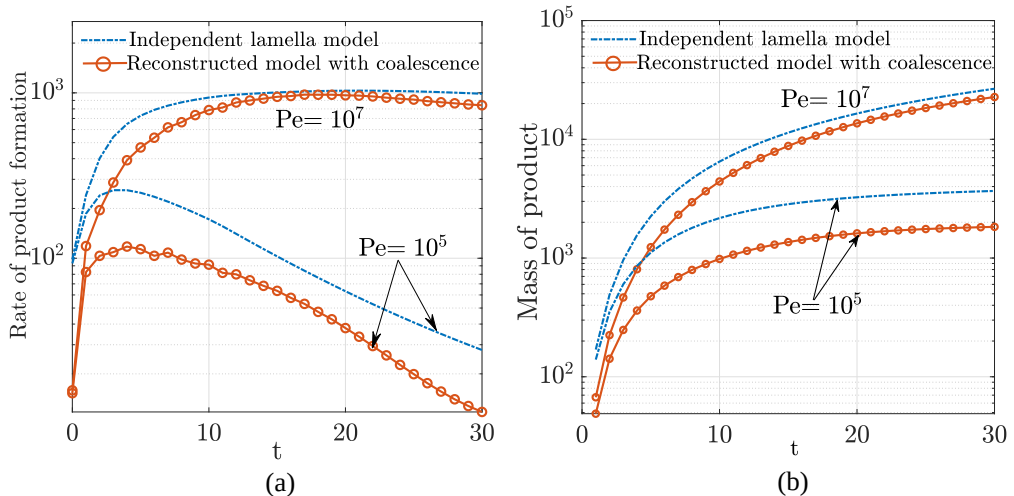 Independent lamella model
Reconstructed model with coalescence
Pe= 10⁷
Pe= 10⁵
Rate of product formation
10³
10²
0
10
20
30
t
(a)
Independent lamella model
Reconstructed model with coalescence
Pe= 10⁷
Pe= 10⁵
Mass of product
10⁵
10⁴
10³
10²
0
10
20
30
t
(b)